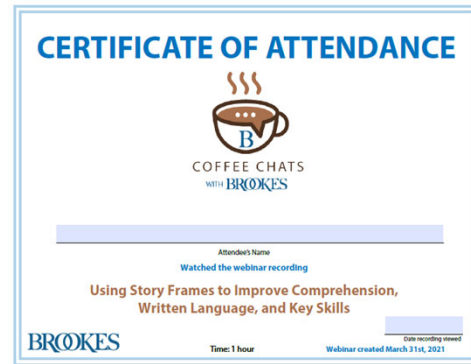 CERTIFICATE OF ATTENDANCE
B
COFFEE CHATS
WITH BROOKES
Attendee's Name
Watched the webinar recording
Using Story Frames to Improve Comprehension,
Written Language, and Key Skills
BROOKES
Time: 1 hour
Date recording viewed
Webinar created March 31st, 2021